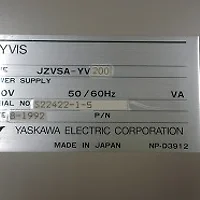 YVIS
E JZVSA-YV200
WER SUPPLY
0V 50/60Hz VA
IAL NO S22422-1-5
E 8-1992 P/N
YASKAWA ELECTRIC CORPORATION
MADE IN JAPAN NP-D3912